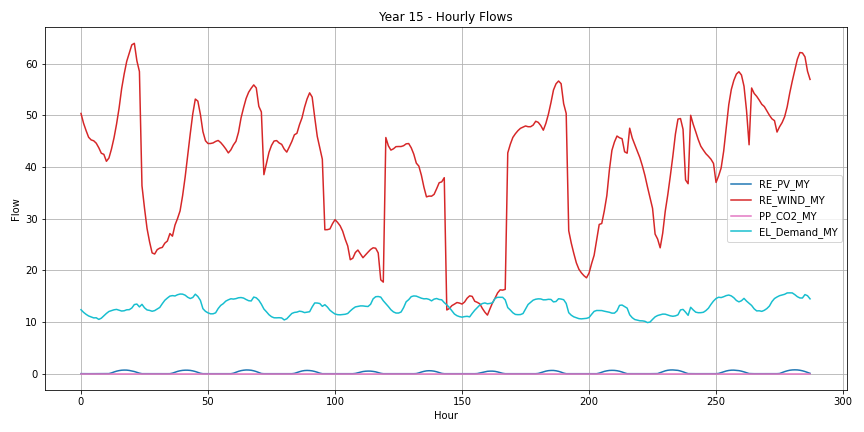 Year 15 - Hourly Flows
Flow
60
50
40
30
20
10
0
RE_PV_MY
RE_WIND_MY
PP_CO2_MY
EL_Demand_MY
0 50 100 150 200 250 300
Hour